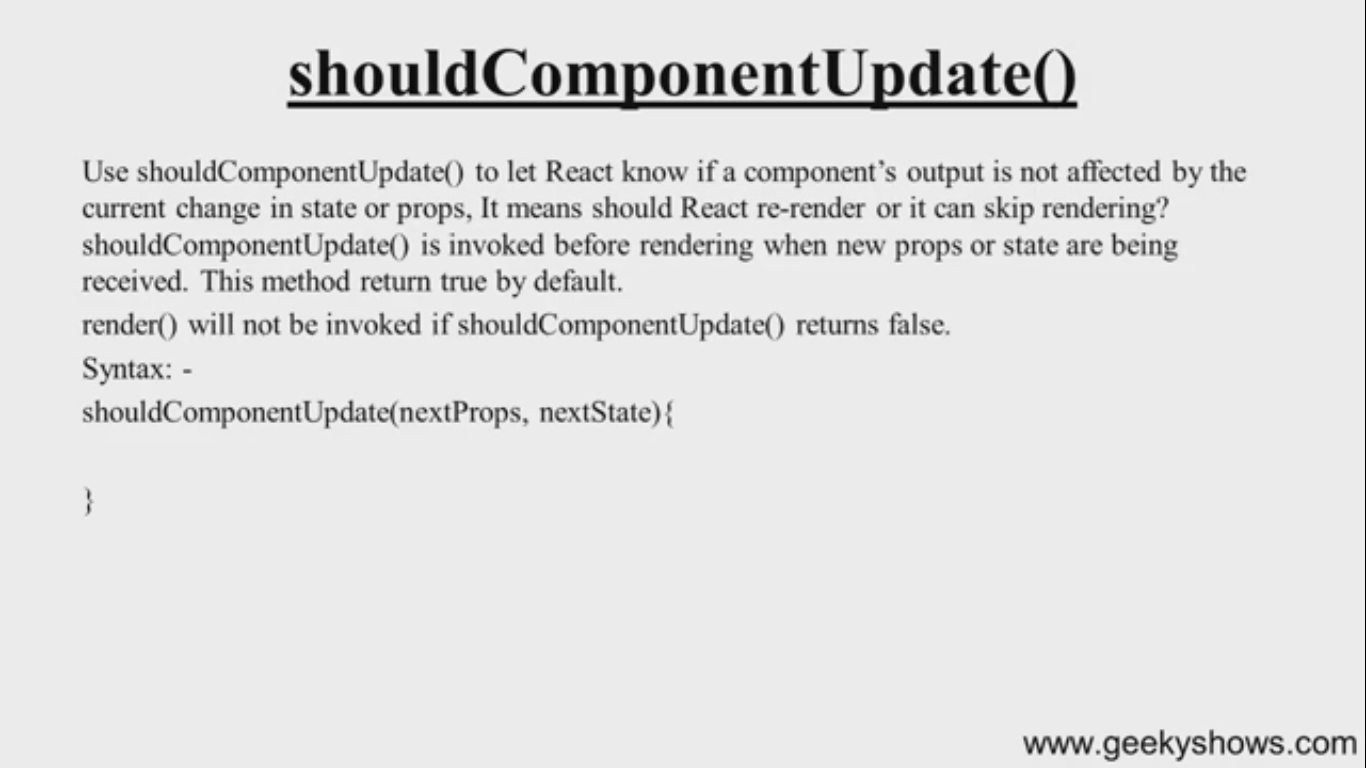 shouldComponentUpdate()
Use shouldComponentUpdate() to let React know if a component’s output is not affected by the
current change in state or props, It means should React re-render or it can skip rendering?
shouldComponentUpdate() is invoked before rendering when new props or state are being
received. This method return true by default.
render() will not be invoked if shouldComponentUpdate() returns false.
Syntax: -
shouldComponentUpdate(nextProps, nextState){
}
www.geekyshows.com